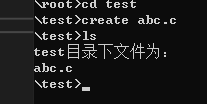 \root>cd test
\test>create abc.c
\test>ls
test目录下文件为：
abc.c
\test>